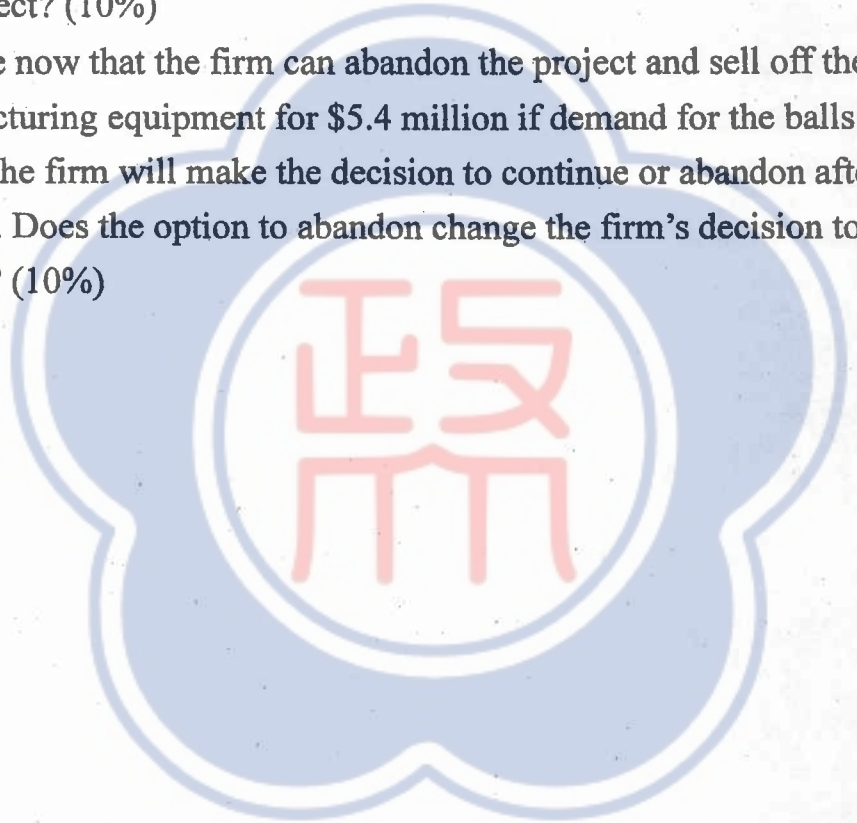 ect? (10%)
e now that the firm can abandon the project and sell off the
cturing equipment for $5.4 million if demand for the balls
he firm will make the decision to continue or abandon afte
. Does the option to abandon change the firm's decision to
(10%)
政大